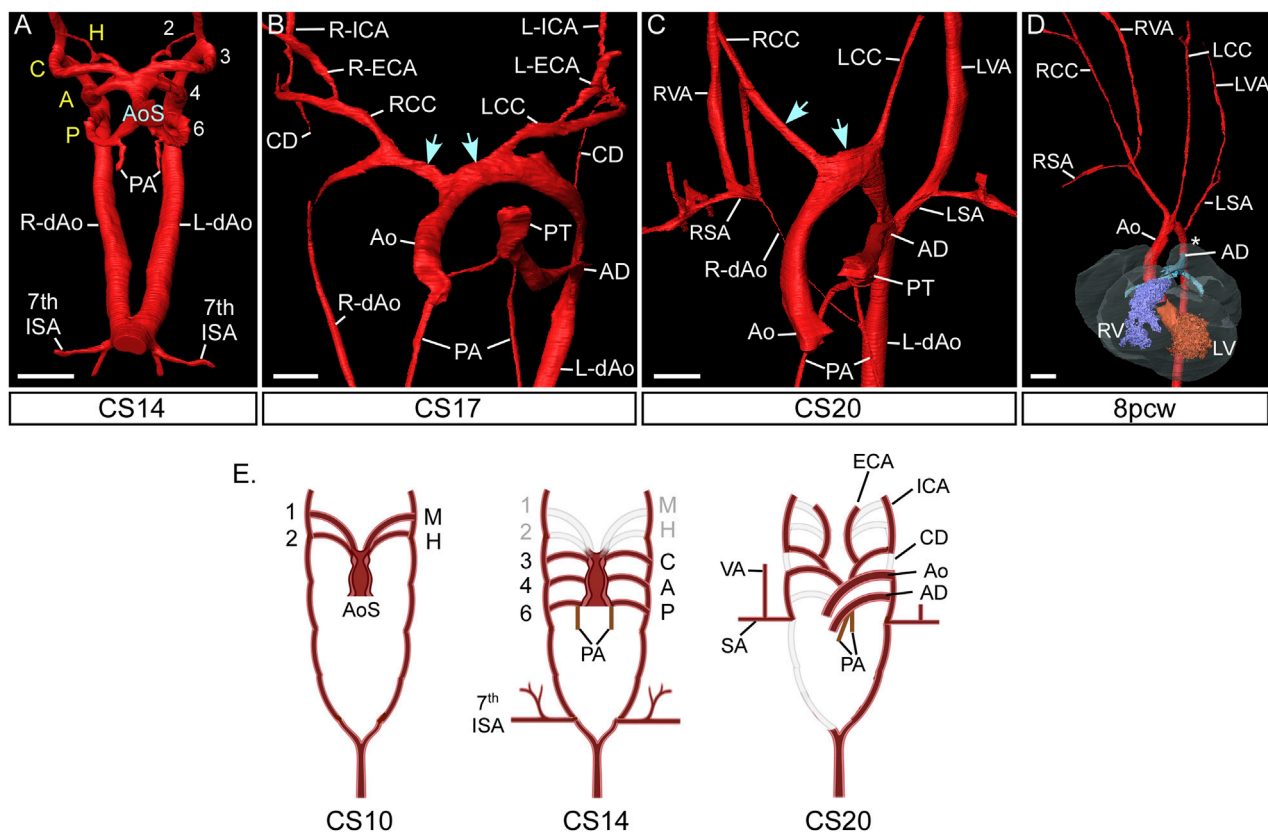 A
H
2
C
3
A
4
AoS
P
6
PA
R-dAo
L-dAo
7th
ISA
7th
ISA
CS14
B
R-ICA
L-ICA
R-ECA
L-ECA
RCC
LCC
CD
CD
Ao
PT
AD
R-dAo
PA
L-dAo
CS17
C
RCC
LCC
RVA
LVA
RSA
LSA
R-dAo
AD
PT
Ao
L-dAo
PA
CS20
D
RVA
LCC
RCC
LVA
RSA
LSA
Ao
*
AD
RV
LV
8pcw
E.
1
M
2
H
AoS
CS10
1
M
2
H
3
C
4
A
6
P
PA
7th
ISA
CS14
ECA
ICA
CD
VA
Ao
AD
SA
PA
CS20